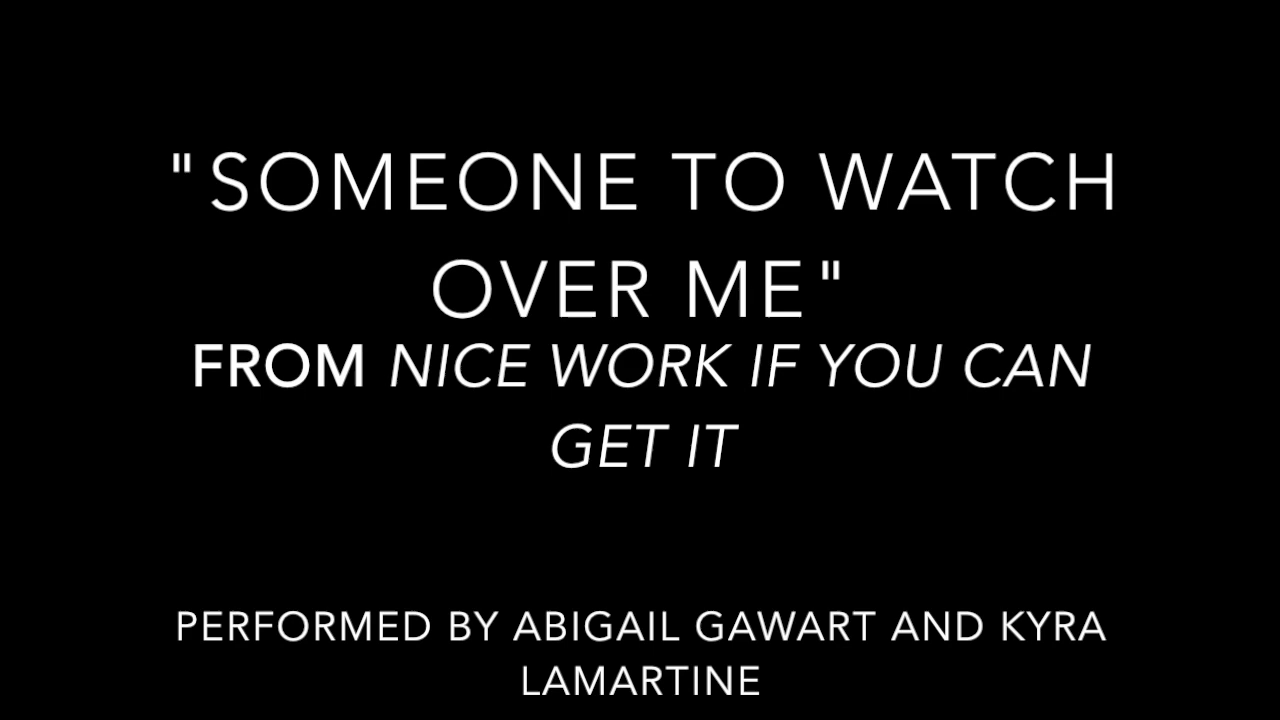 "SOMEONE TO WATCH
OVER ME"
FROM NICE WORK IF YOU CAN
GET IT
PERFORMED BY ABIGAIL GAWART AND KYRA
LAMARTINE